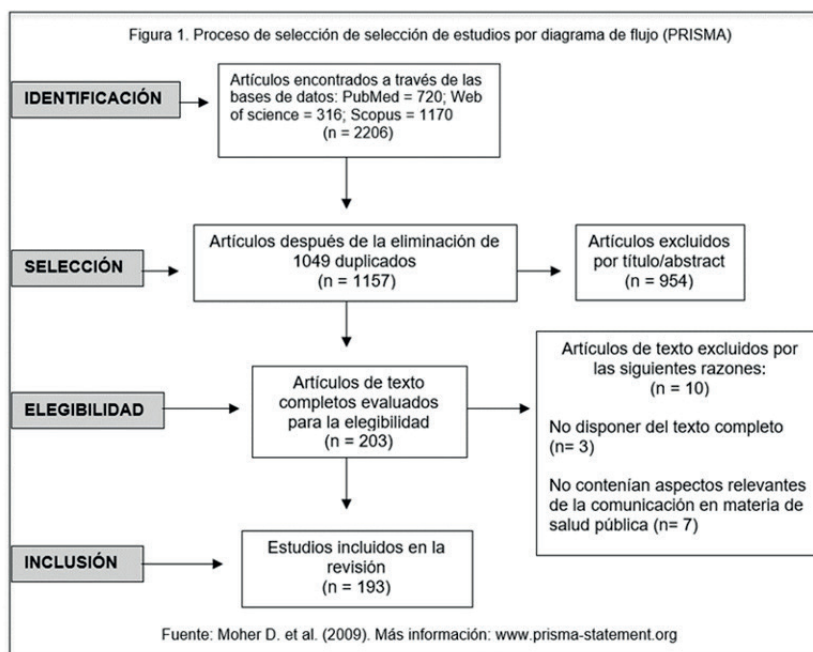 Figura 1. Proceso de selección de selección de estudios por diagrama de flujo (PRISMA)
IDENTIFICACIÓN
Artículos encontrados a través de las
bases de datos: PubMed = 720; Web
of science = 316; Scopus = 1170
(n = 2206)
SELECCIÓN
Artículos después de la eliminación de
1049 duplicados
(n = 1157)
Artículos excluidos
por título/abstract
(n = 954)
ELEGIBILIDAD
Artículos de texto
completos evaluados
para la elegibilidad
(n = 203)
Artículos de texto excluidos por
las siguientes razones:
(n = 10)
No disponer del texto completo
(n= 3)
No contenían aspectos relevantes
de la comunicación en materia de
salud pública (n= 7)
INCLUSIÓN
Estudios incluidos en la
revisión
(n = 193)
Fuente: Moher D. et al. (2009). Más información: www.prisma-statement.org